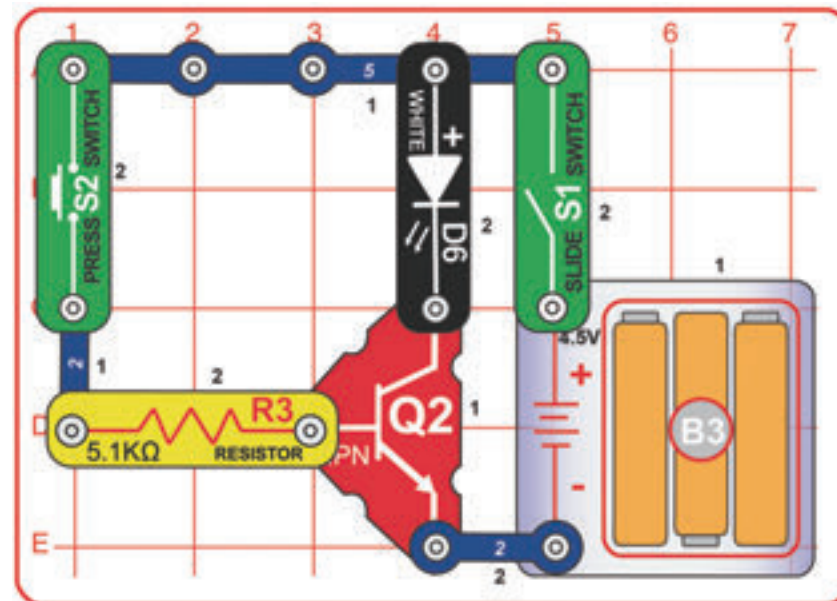 1 2 3 4 5 6 7
A
5
1
PRESS S2 SWITCH
2
WHITE
+
D6
2
SLIDE S1 SWITCH
2
1
C
4.5V
2
1
2
R3
5.1KΩ
RESISTOR
D
Q2
1
+
-
B3
E
2
2